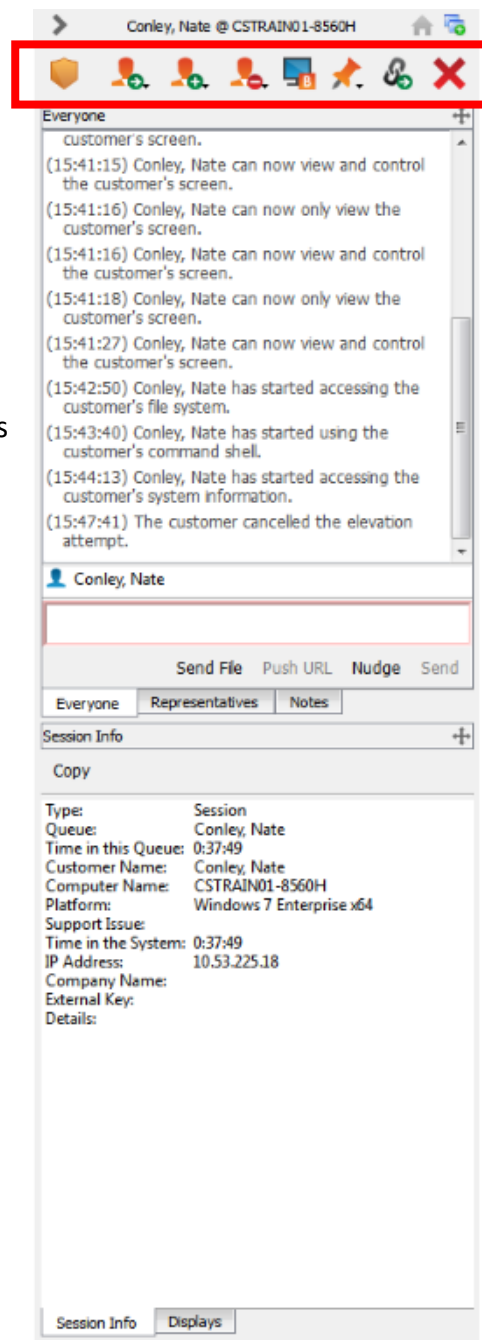 Conley, Nate @ CSTRAIN01-8560H
B
Everyone
customer's screen.
(15:41:15) Conley, Nate can now view and control
the customer's screen.
(15:41:16) Conley, Nate can now only view the
customer's screen.
(15:41:16) Conley, Nate can now view and control
the customer's screen.
(15:41:18) Conley, Nate can now only view the
customer's screen.
(15:41:27) Conley, Nate can now view and control
the customer's screen.
(15:42:50) Conley, Nate has started accessing the
customer's file system.
s
(15:43:40) Conley, Nate has started using the
customer's command shell.
(15:44:13) Conley, Nate has started accessing the
customer's system information.
(15:47:41) The customer cancelled the elevation
attempt.
Conley, Nate
Send File Push URL Nudge Send
Everyone Representatives Notes
Session Info
Copy
Type: Session
Queue: Conley, Nate
Time in this Queue: 0:37:49
Customer Name: Conley, Nate
Computer Name: CSTRAIN01-8560H
Platform: Windows 7 Enterprise x64
Support Issue:
Time in the System: 0:37:49
IP Address: 10.53.225.18
Company Name:
External Key:
Details:
Session Info Displays